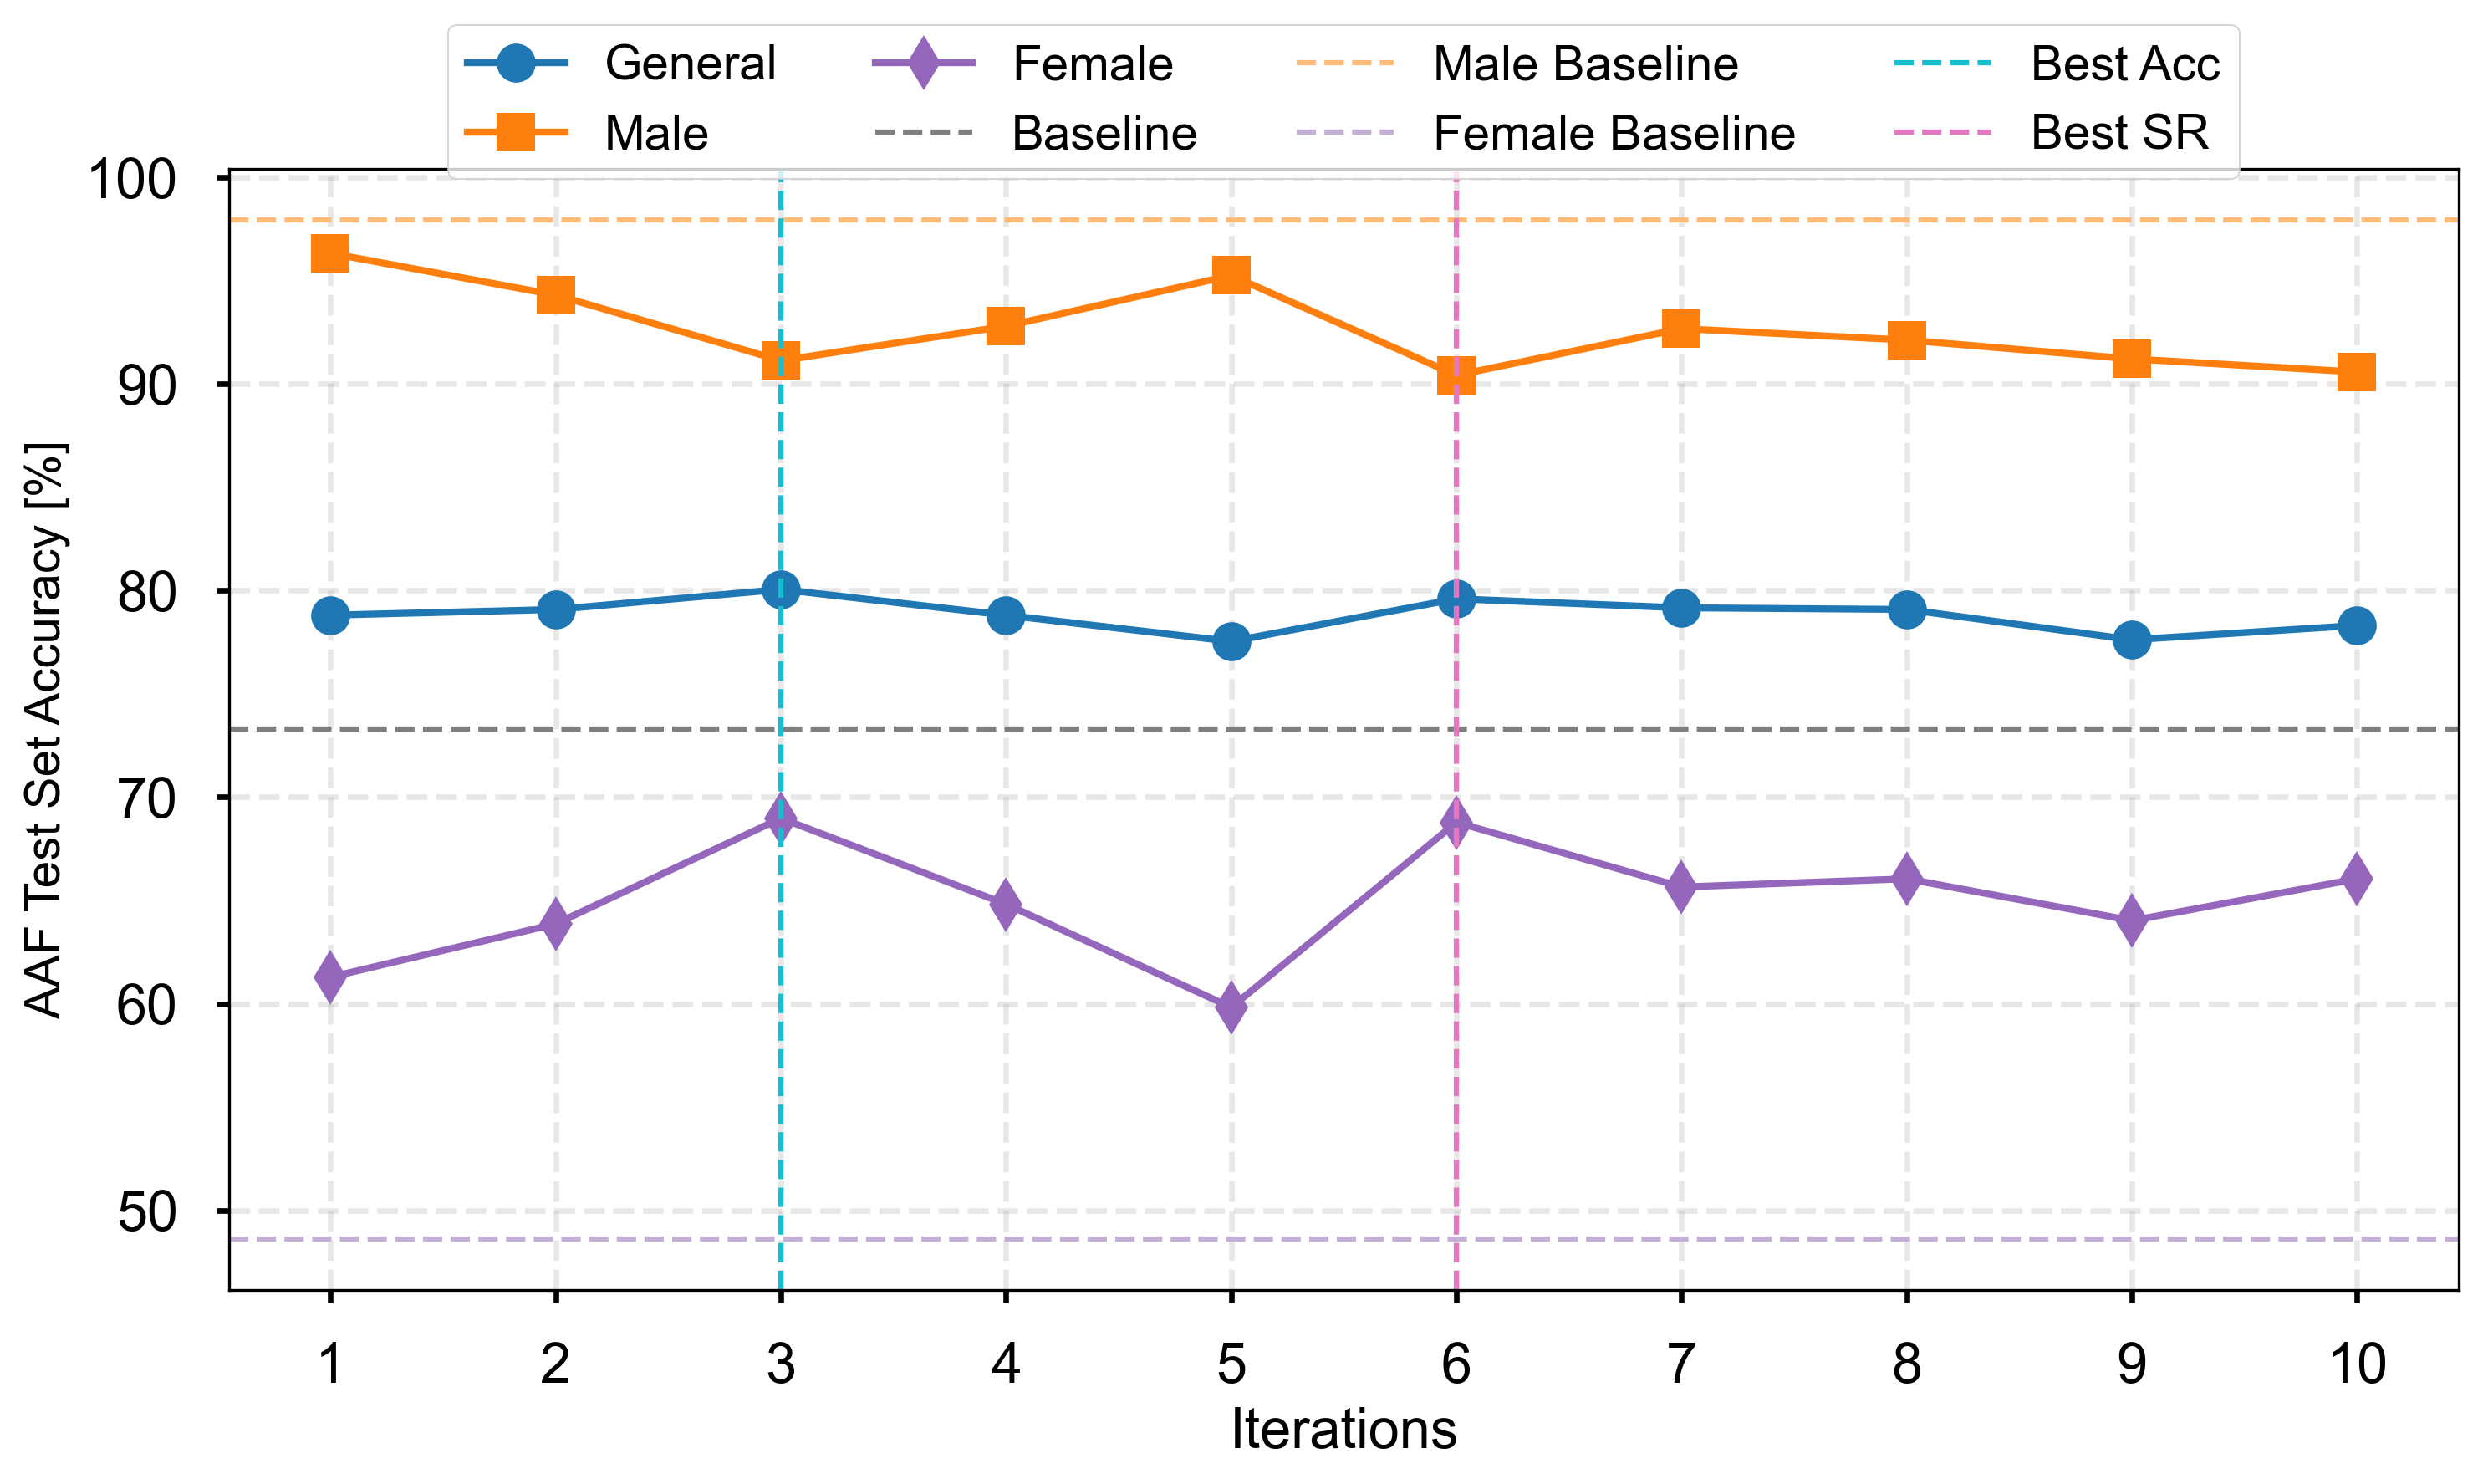 General Female Male Baseline Best Acc
Male Baseline Female Baseline Best SR
100
90
80
70
60
50
AAF Test Set Accuracy [%]
1 2 3 4 5 6 7 8 9 10
Iterations